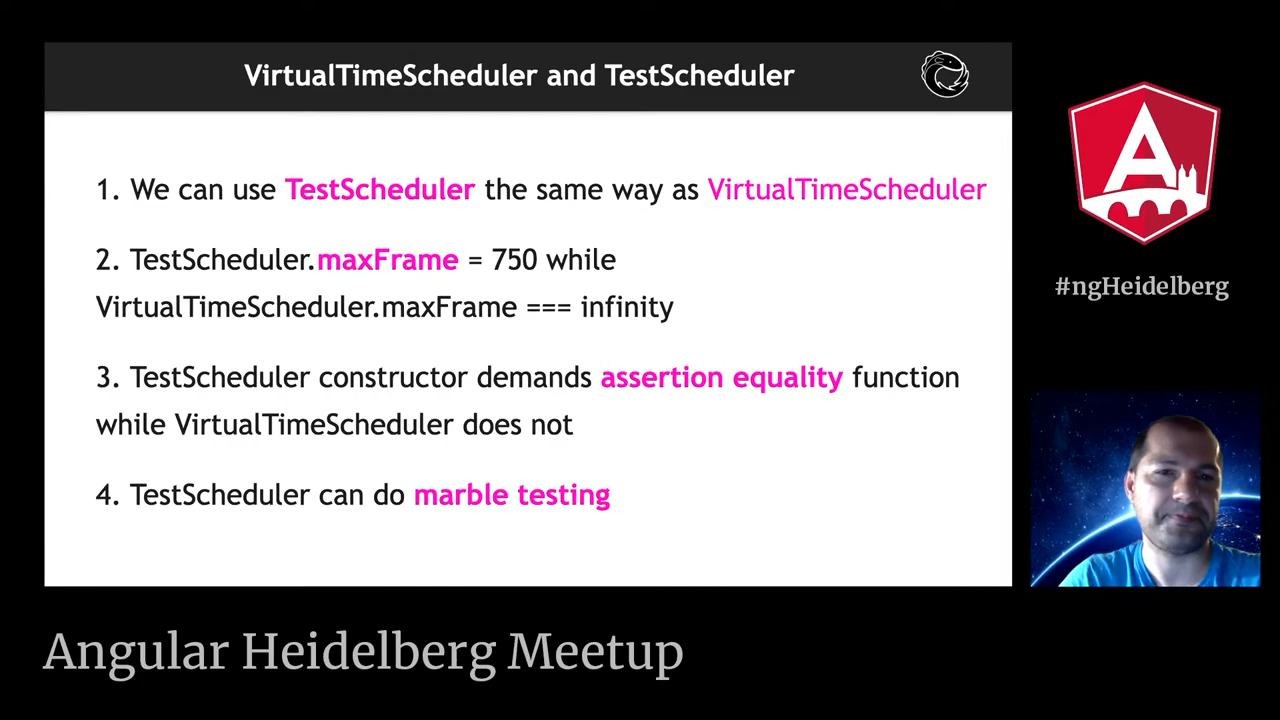 VirtualTimeScheduler and TestScheduler
1. We can use TestScheduler the same way as VirtualTimeScheduler
2. TestScheduler.maxFrame = 750 while
VirtualTimeScheduler.maxFrame === infinity
3. TestScheduler constructor demands assertion equality function
while VirtualTimeScheduler does not
4. TestScheduler can do marble testing
A
#ngHeidelberg
Angular Heidelberg Meetup